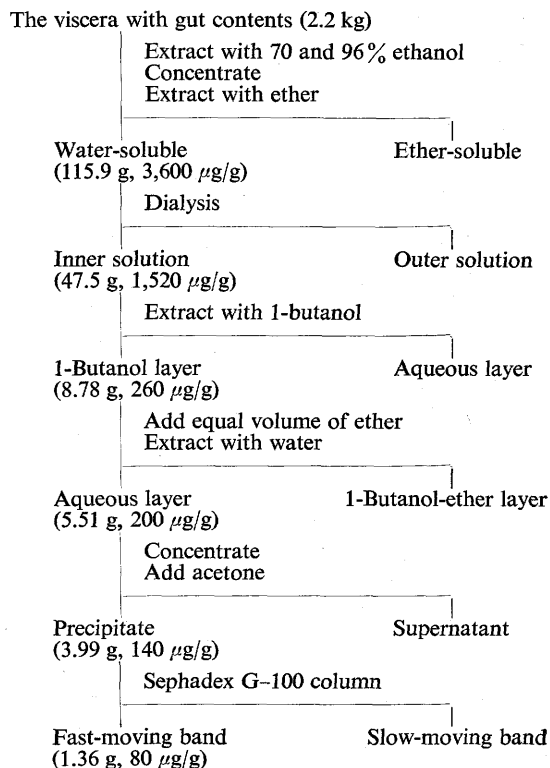 The viscera with gut contents (2.2 kg)
Extract with 70 and 96% ethanol
Concentrate
Extract with ether
Water-soluble Ether-soluble
(115.9 g, 3,600 μg/g)
Dialysis
Inner solution Outer solution
(47.5 g, 1,520 μg/g)
Extract with 1-butanol
1-Butanol layer Aqueous layer
(8.78 g, 260 μg/g)
Add equal volume of ether
Extract with water
Aqueous layer 1-Butanol-ether layer
(5.51 g, 200 μg/g)
Concentrate
Add acetone
Precipitate Supernatant
(3.99 g, 140 μg/g)
Sephadex G-100 column
Fast-moving band Slow-moving band
(1.36 g, 80 μg/g)